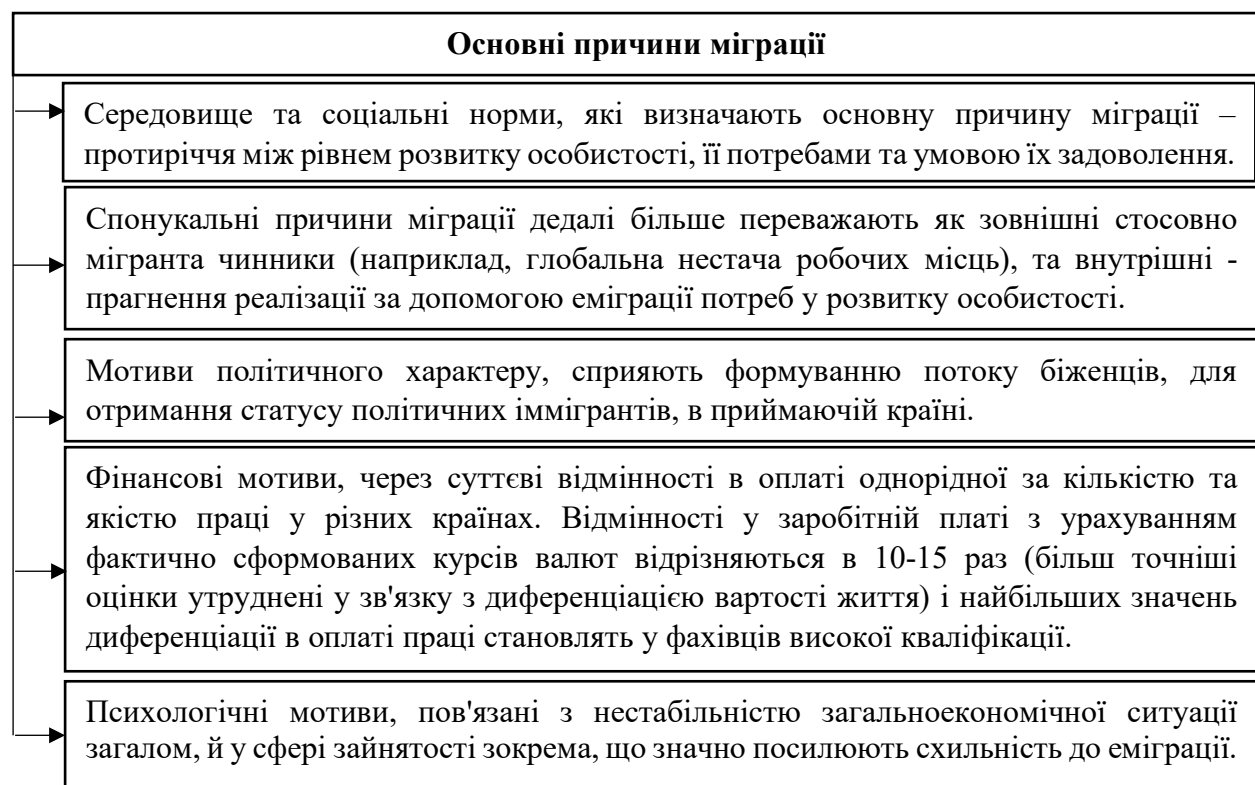 Основні причини міграції
Середовище та соціальні норми, які визначають основну причину міграції –
протиріччя між рівнем розвитку особистості, її потребами та умовою їх задоволення.
Спонукальні причини міграції дедалі більше переважають як зовнішні стосовно
мігранта чинники (наприклад, глобальна нестача робочих місць), та внутрішні -
прагнення реалізації за допомогою еміграції потреб у розвитку особистості.
Мотиви політичного характеру, сприяють формуванню потоку біженців, для
отримання статусу політичних іммігрантів, в приймаючій країні.
Фінансові мотиви, через суттєві відмінності в оплаті однорідної за кількістю та
якістю праці у різних країнах. Відмінності у заробітній платі з урахуванням
фактично сформованих курсів валют відрізняються в 10-15 раз (більш точніші
оцінки утруднені у зв'язку з диференціацією вартості життя) і найбільших значень
диференціації в оплаті праці становлять у фахівців високої кваліфікації.
Психологічні мотиви, пов'язані з нестабільністю загальноекономічної ситуації
загалом, й у сфері зайнятості зокрема, що значно посилюють схильність до еміграції.